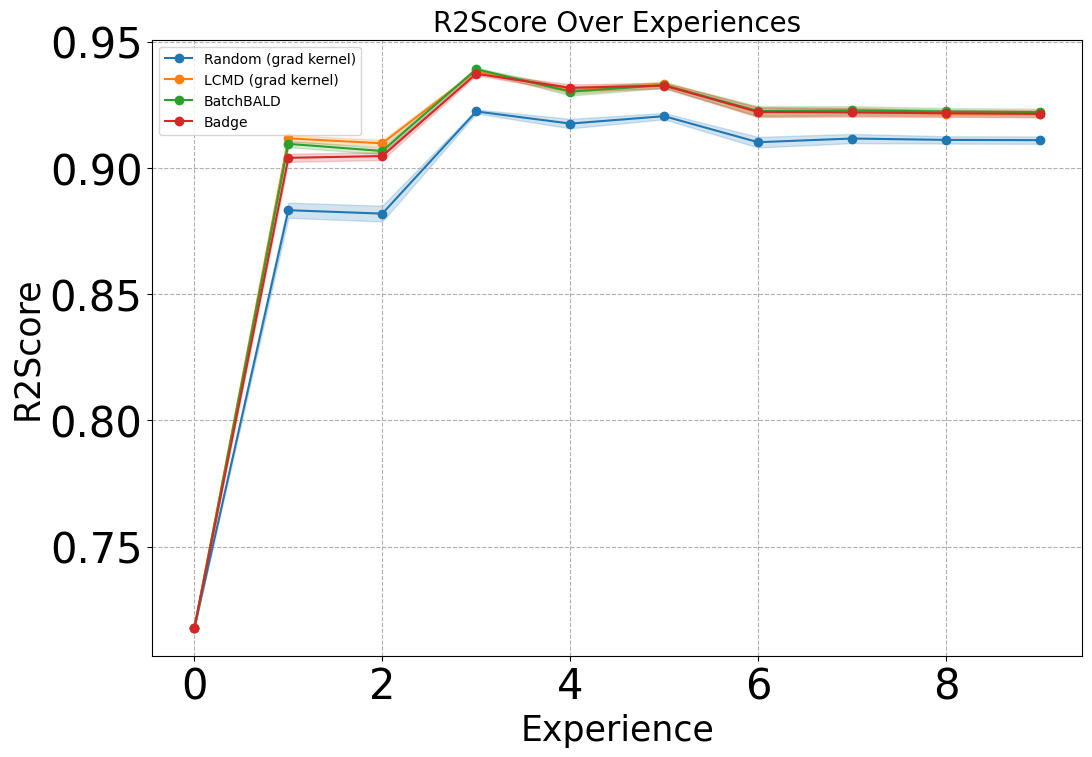 R2Score Over Experiences
0.95
0.90
0.85
0.80
0.75
R2Score
Random (grad kernel)
LCMD (grad kernel)
BatchBALD
Badge
0 2 4 6 8
Experience